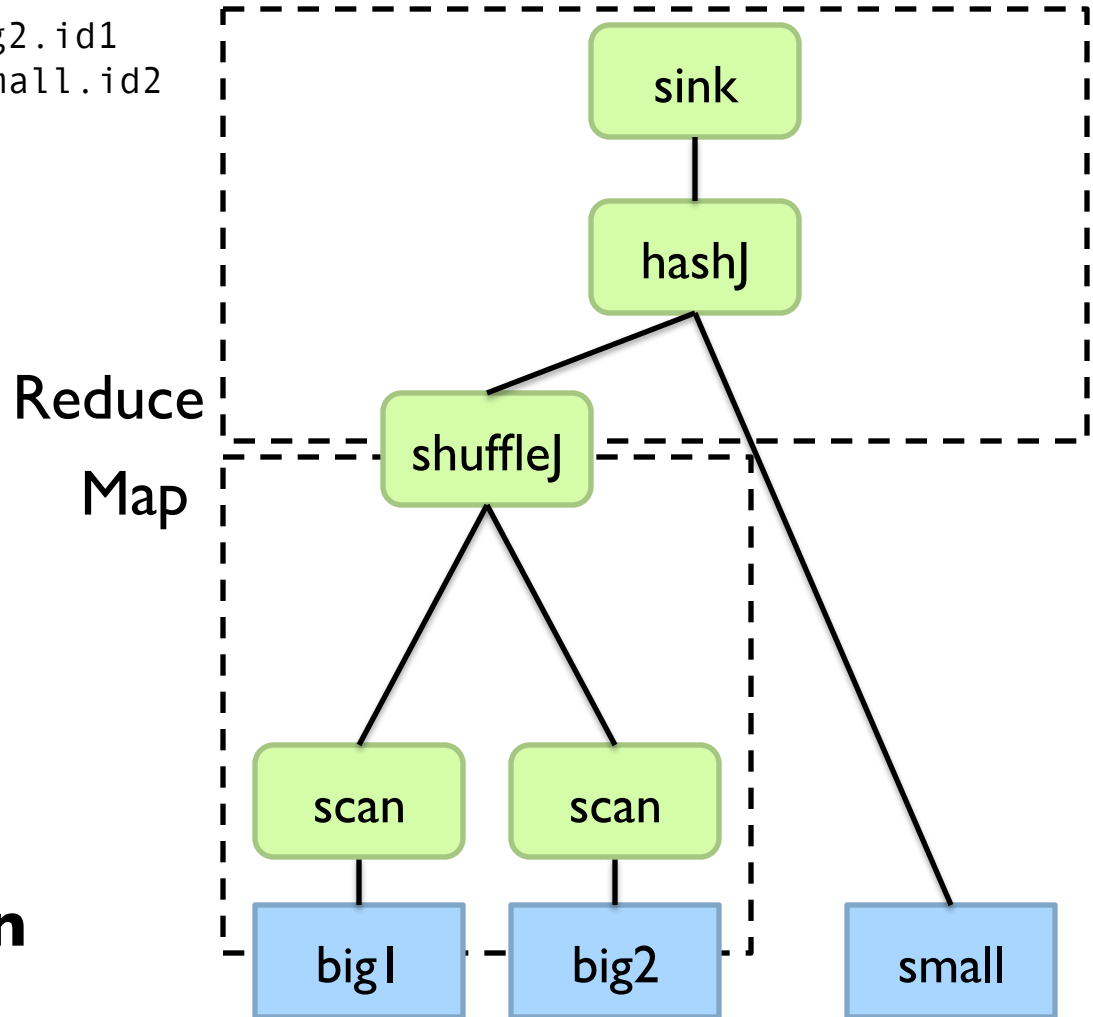 g2.id1
mall.id2
sink
hashJ
Reduce
shuffleJ
Map
scan
scan
n
big1
big2
small